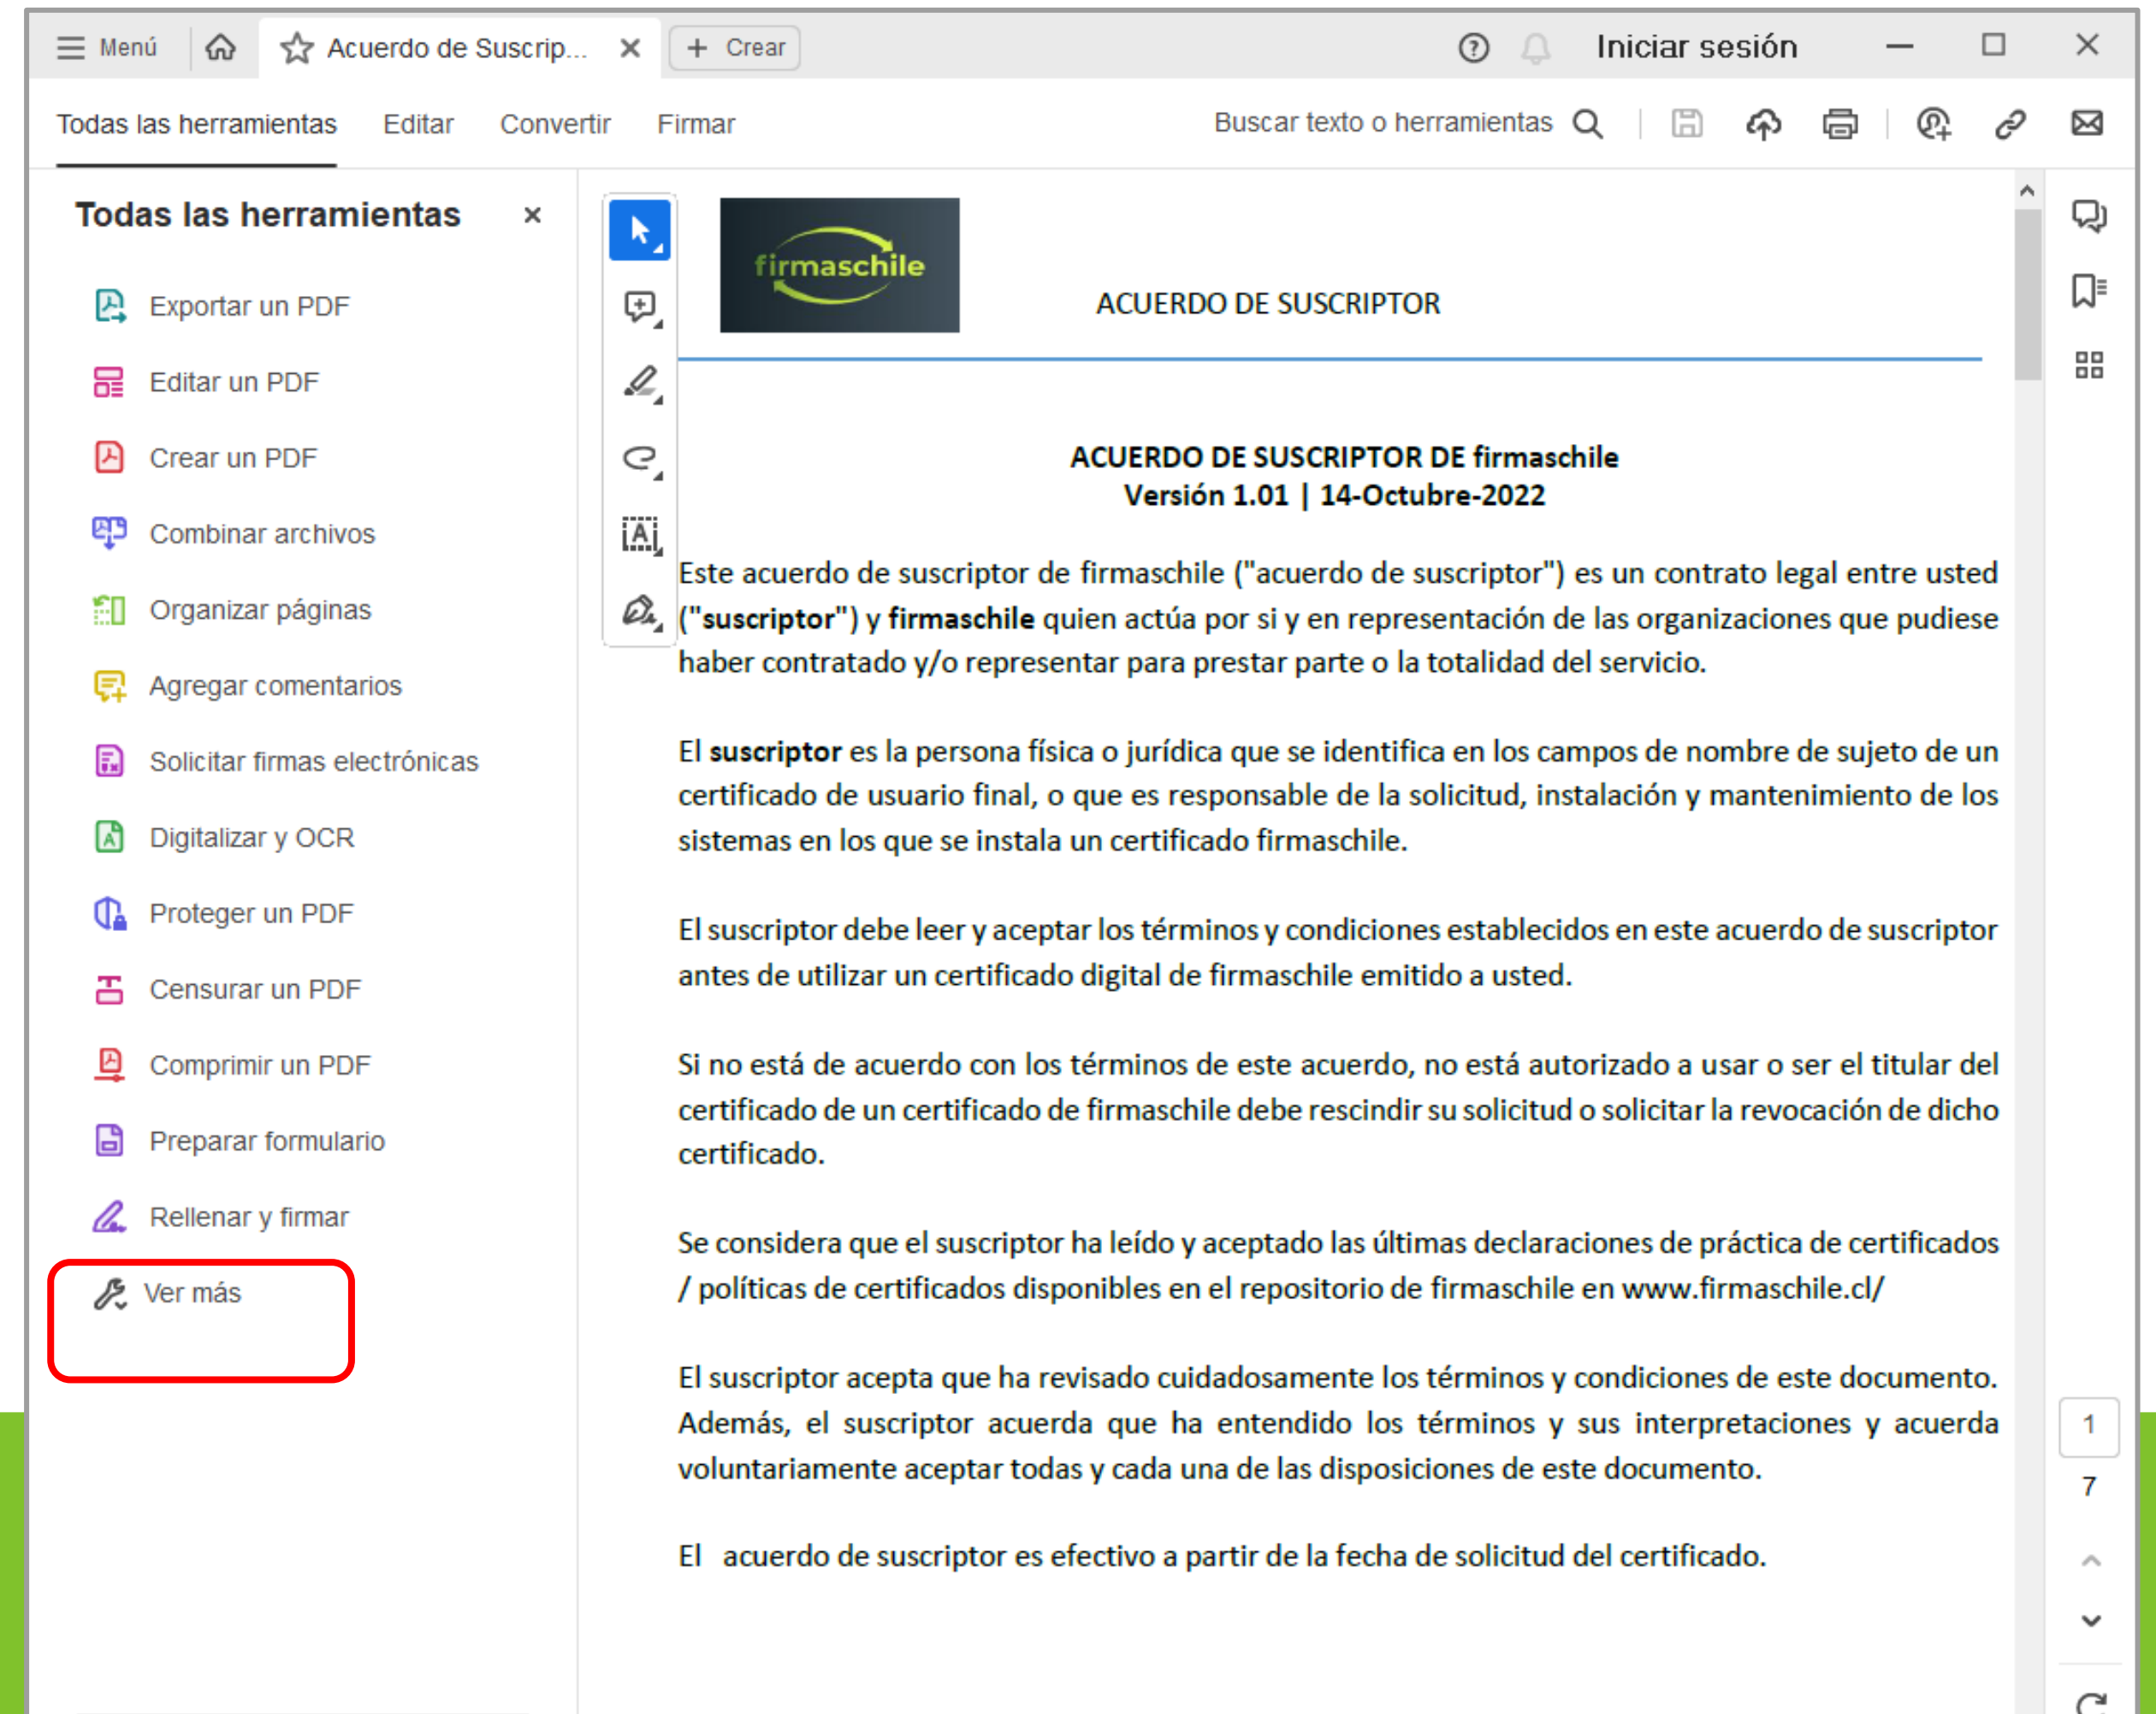 Menú
Acuerdo de Suscrip...
+ Crear
Iniciar sesión
Todas las herramientas
Editar
Convertir
Firmar
Buscar texto o herramientas
Todas las herramientas
Exportar un PDF
Editar un PDF
Crear un PDF
Combinar archivos
Organizar páginas
Agregar comentarios
Solicitar firmas electrónicas
Digitalizar y OCR
Proteger un PDF
Censurar un PDF
Comprimir un PDF
Preparar formulario
Rellenar y firmar
Ver más
firmaschile
ACUERDO DE SUSCRIPTOR
ACUERDO DE SUSCRIPTOR DE firmaschile
Versión 1.01 | 14-Octubre-2022
Este acuerdo de suscriptor de firmaschile ("acuerdo de suscriptor") es un contrato legal entre usted
("suscriptor") y firmaschile quien actúa por si y en representación de las organizaciones que pudiese
haber contratado y/o representar para prestar parte o la totalidad del servicio.
El suscriptor es la persona física o jurídica que se identifica en los campos de nombre de sujeto de un
certificado de usuario final, o que es responsable de la solicitud, instalación y mantenimiento de los
sistemas en los que se instala un certificado firmaschile.
El suscriptor debe leer y aceptar los términos y condiciones establecidos en este acuerdo de suscriptor
antes de utilizar un certificado digital de firmaschile emitido a usted.
Si no está de acuerdo con los términos de este acuerdo, no está autorizado a usar o ser el titular del
certificado de un certificado de firmaschile debe rescindir su solicitud o solicitar la revocación de dicho
certificado.
Se considera que el suscriptor ha leído y aceptado las últimas declaraciones de práctica de certificados
/ políticas de certificados disponibles en el repositorio de firmaschile en www.firmaschile.cl/
El suscriptor acepta que ha revisado cuidadosamente los términos y condiciones de este documento.
Además, el suscriptor acuerda que ha entendido los términos y sus interpretaciones y acuerda
voluntariamente aceptar todas y cada una de las disposiciones de este documento.
El acuerdo de suscriptor es efectivo a partir de la fecha de solicitud del certificado.
1
7